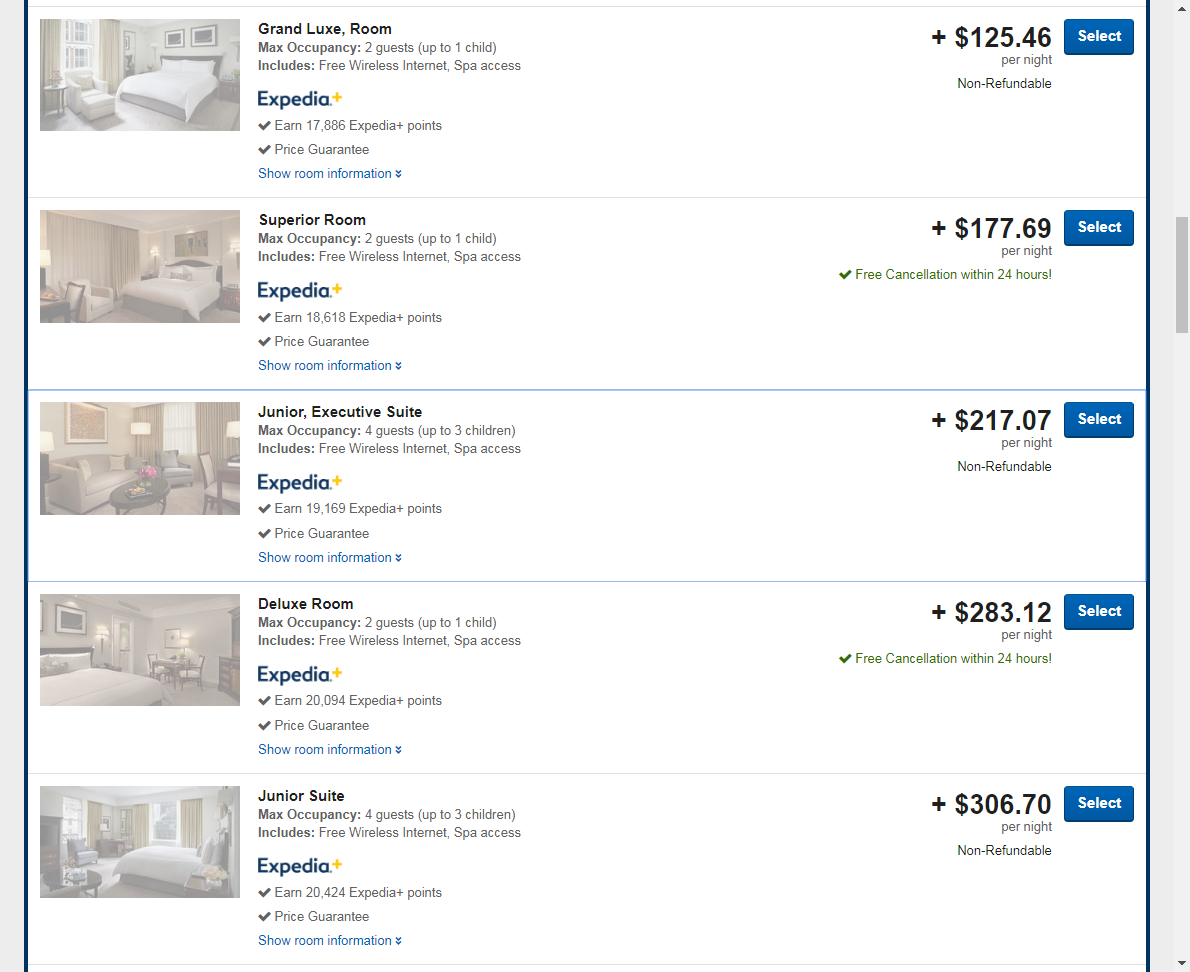 Grand Luxe, Room
Max Occupancy: 2 guests (up to 1 child)
Includes: Free Wireless Internet, Spa access
Expedia+
Earn 17,886 Expedia+ points
Price Guarantee
Show room information
+ $125.46
per night
Non-Refundable
Select
Superior Room
Max Occupancy: 2 guests (up to 1 child)
Includes: Free Wireless Internet, Spa access
Expedia+
Earn 18,618 Expedia+ points
Price Guarantee
Show room information
+ $177.69
per night
Free Cancellation within 24 hours!
Select
Junior, Executive Suite
Max Occupancy: 4 guests (up to 3 children)
Includes: Free Wireless Internet, Spa access
Expedia+
Earn 19,169 Expedia+ points
Price Guarantee
Show room information
+ $217.07
per night
Non-Refundable
Select
Deluxe Room
Max Occupancy: 2 guests (up to 1 child)
Includes: Free Wireless Internet, Spa access
Expedia+
Earn 20,094 Expedia+ points
Price Guarantee
Show room information
+ $283.12
per night
Free Cancellation within 24 hours!
Select
Junior Suite
Max Occupancy: 4 guests (up to 3 children)
Includes: Free Wireless Internet, Spa access
Expedia+
Earn 20,424 Expedia+ points
Price Guarantee
Show room information
+ $306.70
per night
Non-Refundable
Select